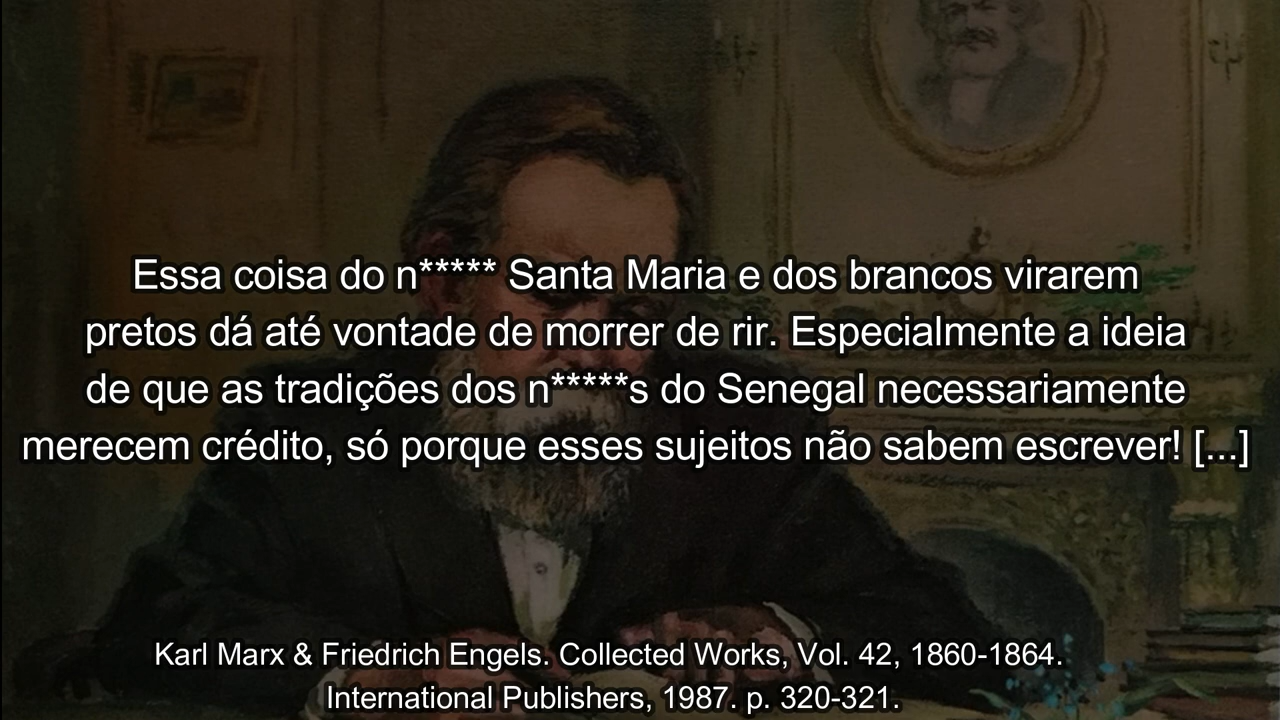 Essa coisa do n***** Santa Maria e dos brancos virarem
pretos dá até vontade de morrer de rir. Especialmente a ideia
de que as tradições dos n*****s do Senegal necessariamente
merecem crédito, só porque esses sujeitos não sabem escrever! [...]
Karl Marx & Friedrich Engels. Collected Works, Vol. 42, 1860-1864.
International Publishers, 1987. p. 320-321.